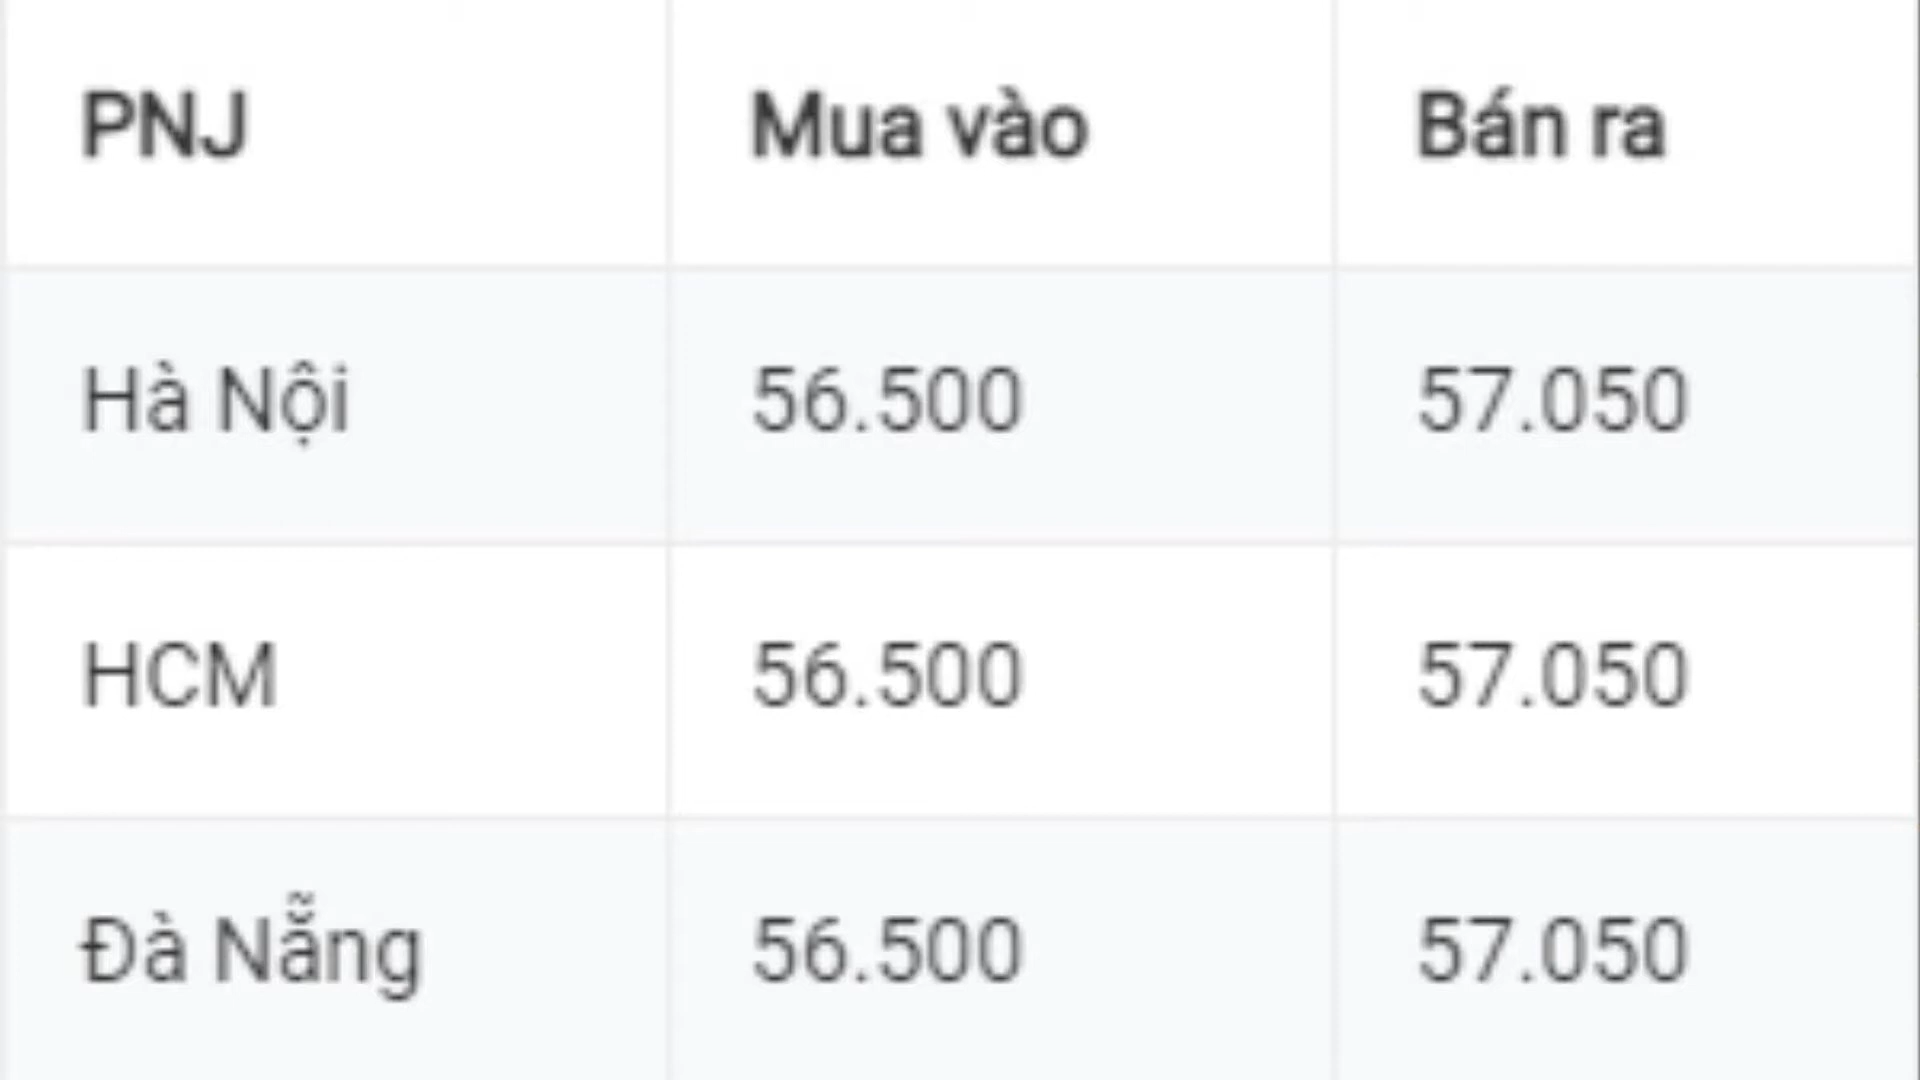 PNJ Mua vào Bán ra
Hà Nội 56.500 57.050
HCM 56.500 57.050
Đà Nẵng 56.500 57.050